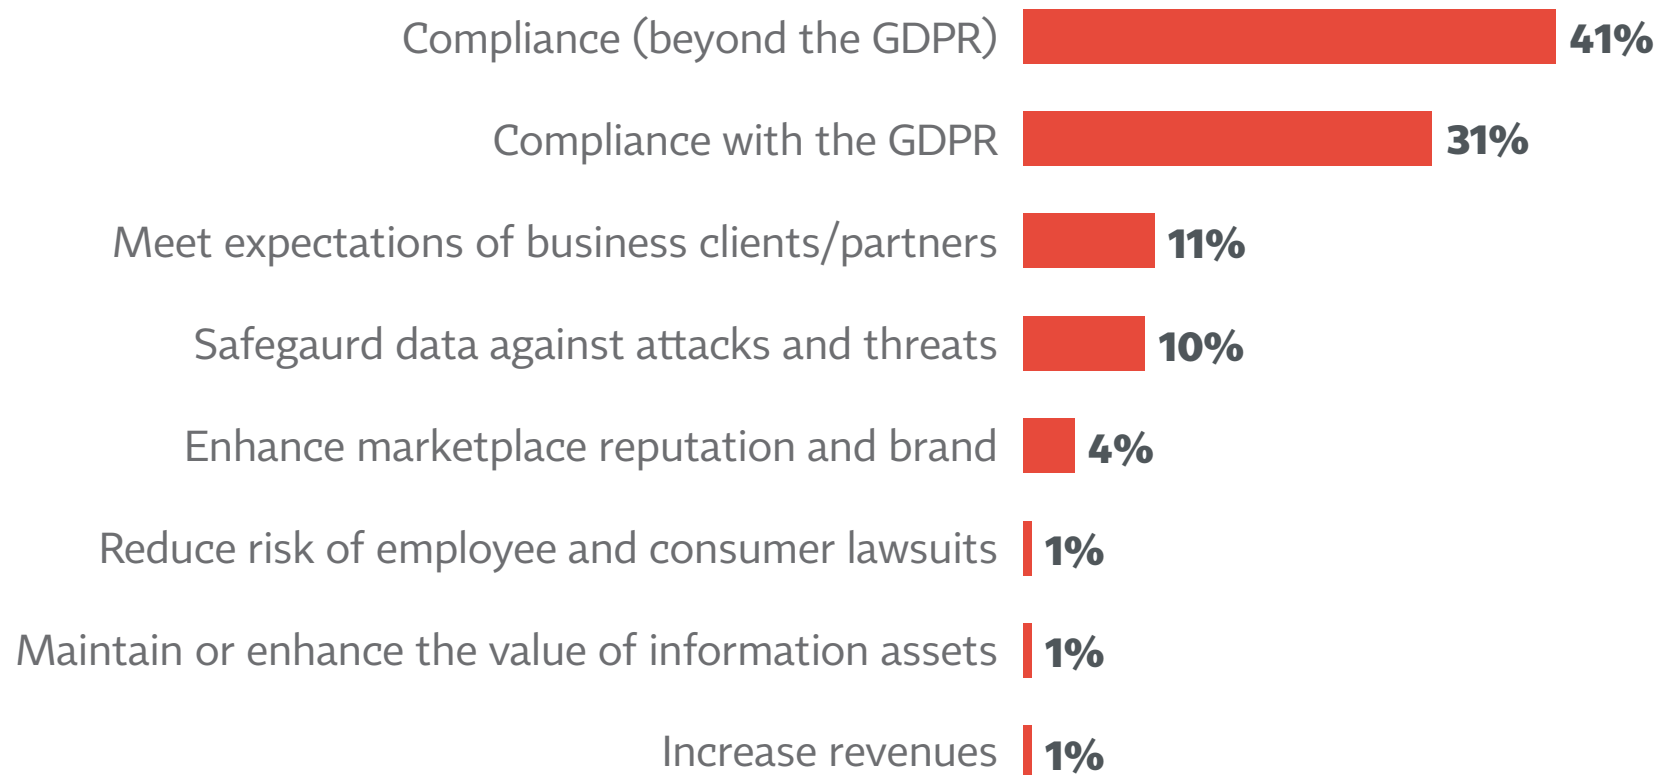 Compliance (beyond the GDPR) 41%
Compliance with the GDPR 31%
Meet expectations of business clients/partners 11%
Safegaurd data against attacks and threats 10%
Enhance marketplace reputation and brand 4%
Reduce risk of employee and consumer lawsuits 1%
Maintain or enhance the value of information assets 1%
Increase revenues 1%